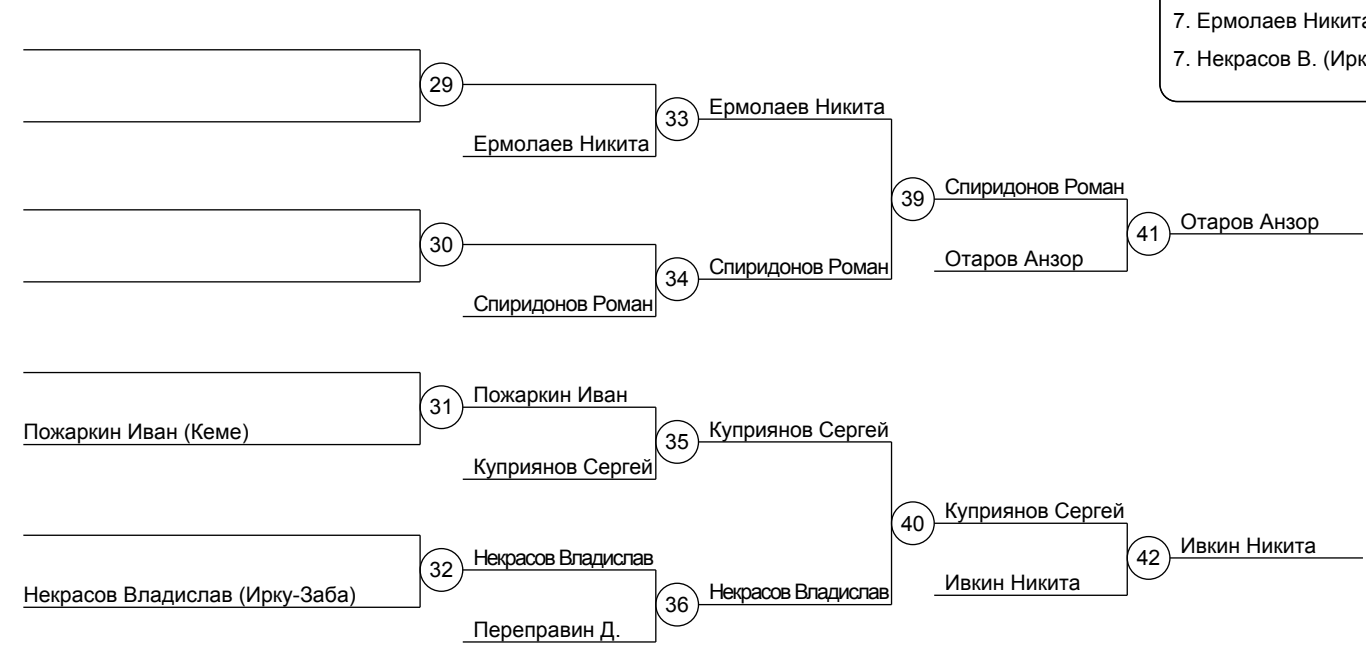 7. Ермолаев Никита
7. Некрасов В. (Ирк
29
33
Ермолаев Никита
Ермолаев Никита
39
Спиридонов Роман
41
Отаров Анзор
30
34
Спиридонов Роман
Отаров Анзор
Спиридонов Роман
31
Пожаркин Иван
Пожаркин Иван (Кеме)
35
Куприянов Сергей
Куприянов Сергей
40
Куприянов Сергей
42
Ивкин Никита
32
Некрасов Владислав
Некрасов Владислав (Ирку-Заба)
36
Некрасов Владислав
Ивкин Никита
Переправин Д.